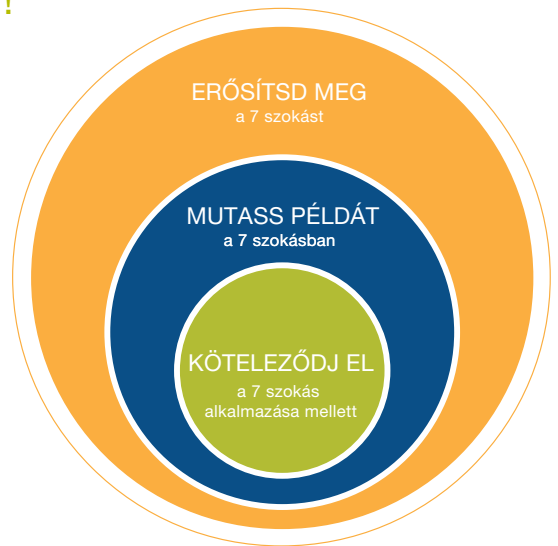 !
ERŐSÍTSD MEG
a 7 szokást
MUTASS PÉLDÁT
a 7 szokásban
KÖTELEZŐDJ EL
a 7 szokás
alkalmazása mellett